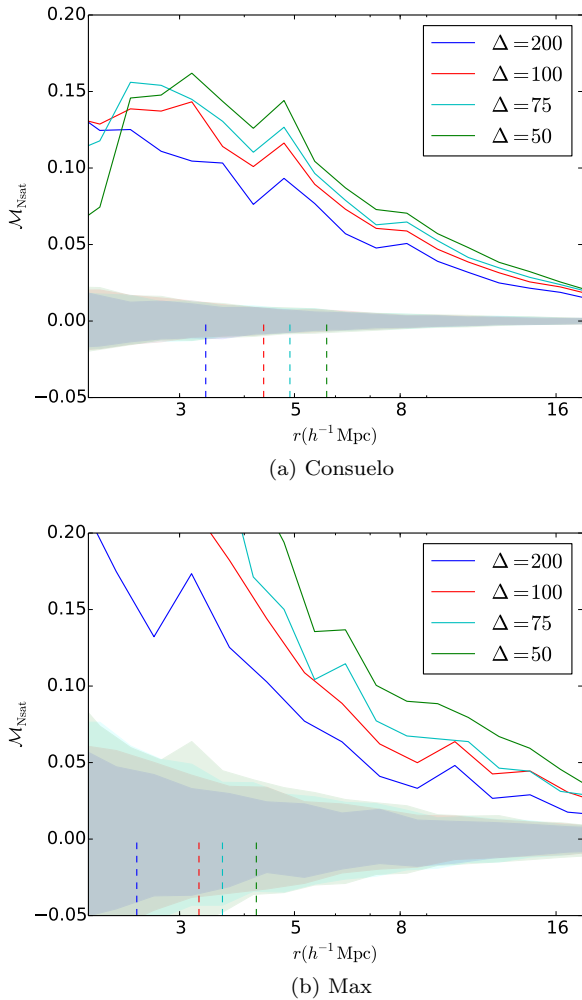 0.20
0.15
0.10
0.05
0.00
−0.05
M_Nsat
Δ = 200
Δ = 100
Δ = 75
Δ = 50
3 5 8 16
r(h⁻¹ Mpc)
(a) Consuelo
0.20
0.15
0.10
0.05
0.00
−0.05
M_Nsat
Δ = 200
Δ = 100
Δ = 75
Δ = 50
3 5 8 16
r(h⁻¹ Mpc)
(b) Max